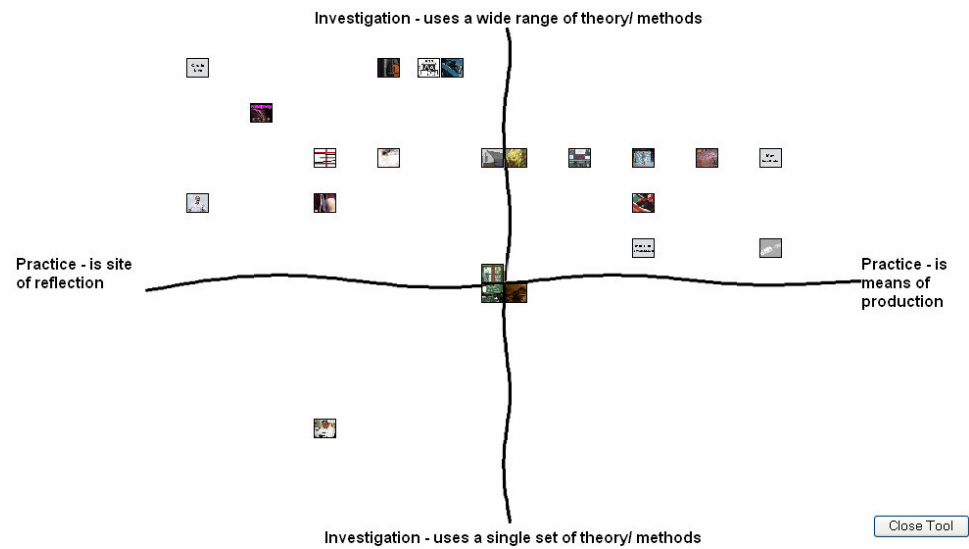 Investigation - uses a wide range of theory/ methods
Practice - is site
of reflection
Practice - is
means of
production
Investigation - uses a single set of theory/ methods
Close Tool